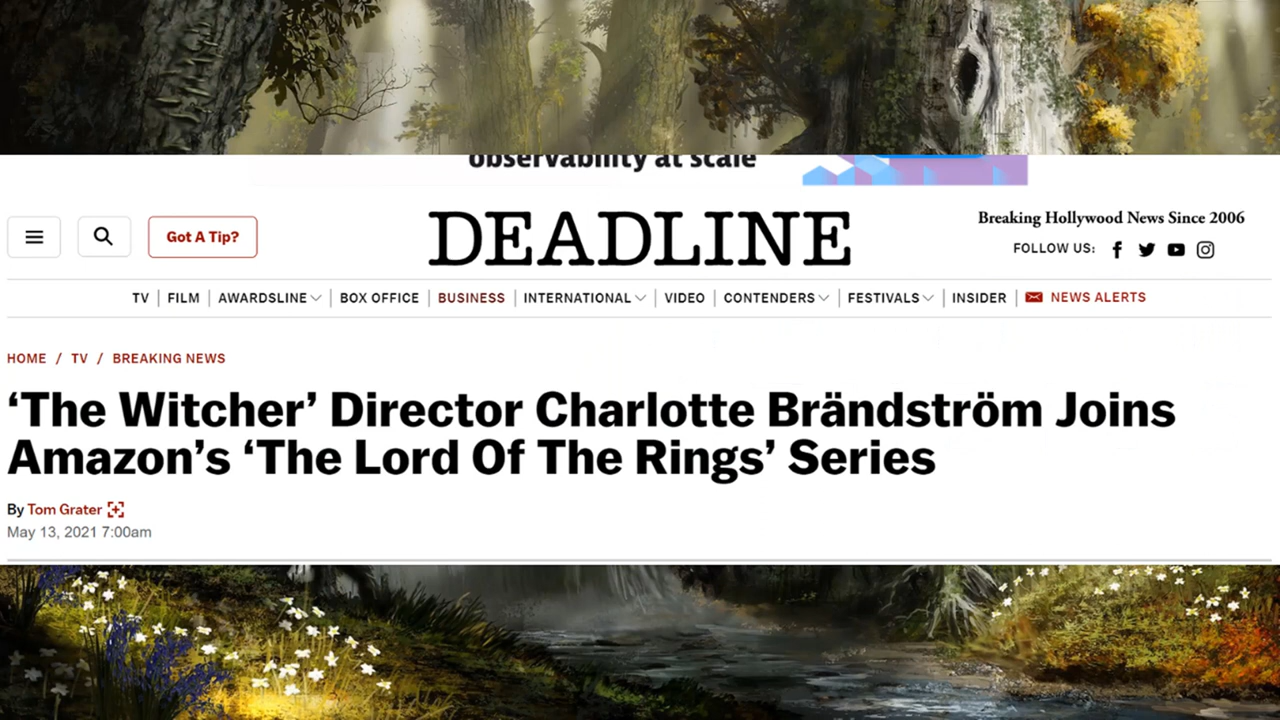 observability at scale
Got A Tip?
DEADLINE
Breaking Hollywood News Since 2006
FOLLOW US:
TV | FILM | AWARDSLINE | BOX OFFICE | BUSINESS | INTERNATIONAL | VIDEO | CONTENDERS | FESTIVALS | INSIDER | NEWS ALERTS
HOME / TV / BREAKING NEWS
‘The Witcher’ Director Charlotte Brändström Joins
Amazon’s ‘The Lord Of The Rings’ Series
By Tom Grater
May 13, 2021 7:00am